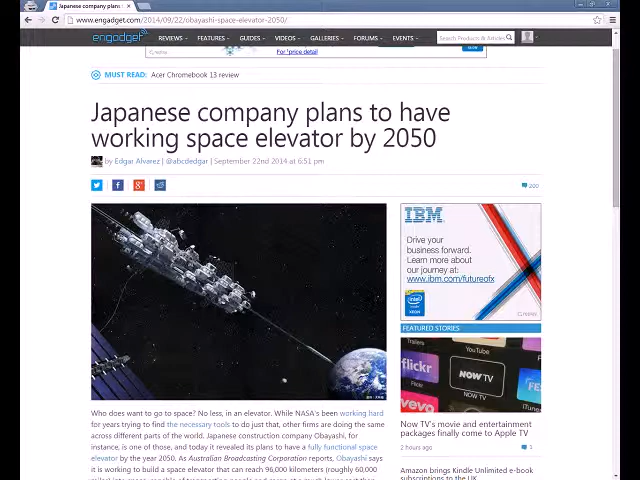 Japanese company plans t
www.engadget.com/2014/09/22/obayashi-space-elevator-2050/
engadget REVIEWS FEATURES GUIDES VIDEOS GALLERIES FORUMS EVENTS Search Products & Articles
For 'price detail
MUST READ: Acer Chromebook 13 review
Japanese company plans to have
working space elevator by 2050
by Edgar Alvarez | @abcdedgar | September 22nd 2014 at 6:51 pm
200
IBM
Drive your
business forward.
Learn more about
our journey at:
www.ibm.com/futureofx
intel
XEON
FEATURED STORIES
Trailers
YouTube
flickr
NOW TV
Flickr
NOW TV
vevo
Now TV's movie and entertainment
packages finally come to Apple TV
2 hours ago
Amazon brings Kindle Unlimited e-book
subscriptions to the UK
Who does want to go to space? No less, in an elevator. While NASA's been working hard
for years trying to find the necessary tools to do just that, other firms are doing the same
across different parts of the world. Japanese construction company Obayashi, for
instance, is one of those, and today it revealed its plans to have a fully functional space
elevator by the year 2050. As Australian Broadcasting Corporation reports, Obayashi says
it is working to build a space elevator that can reach 96,000 kilometers (roughly 60,000